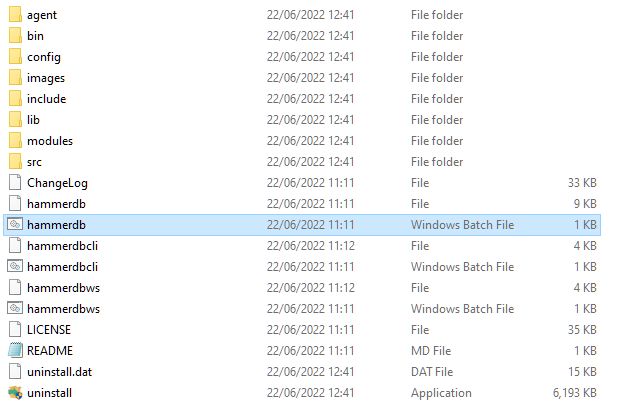 agent 22/06/2022 12:41 File folder
bin 22/06/2022 12:41 File folder
config 22/06/2022 12:41 File folder
images 22/06/2022 12:41 File folder
include 22/06/2022 12:41 File folder
lib 22/06/2022 12:41 File folder
modules 22/06/2022 12:41 File folder
src 22/06/2022 12:41 File folder
ChangeLog 22/06/2022 11:11 File 33 KB
hammerdb 22/06/2022 11:11 File 9 KB
hammerdb 22/06/2022 11:11 Windows Batch File 1 KB
hammerdbcli 22/06/2022 11:12 File 4 KB
hammerdbcli 22/06/2022 11:11 Windows Batch File 1 KB
hammerdbws 22/06/2022 11:12 File 4 KB
hammerdbws 22/06/2022 11:11 Windows Batch File 1 KB
LICENSE 22/06/2022 11:11 File 35 KB
README 22/06/2022 11:11 MD File 1 KB
uninstall.dat 22/06/2022 12:41 DAT File 15 KB
uninstall 22/06/2022 12:41 Application 6,193 KB